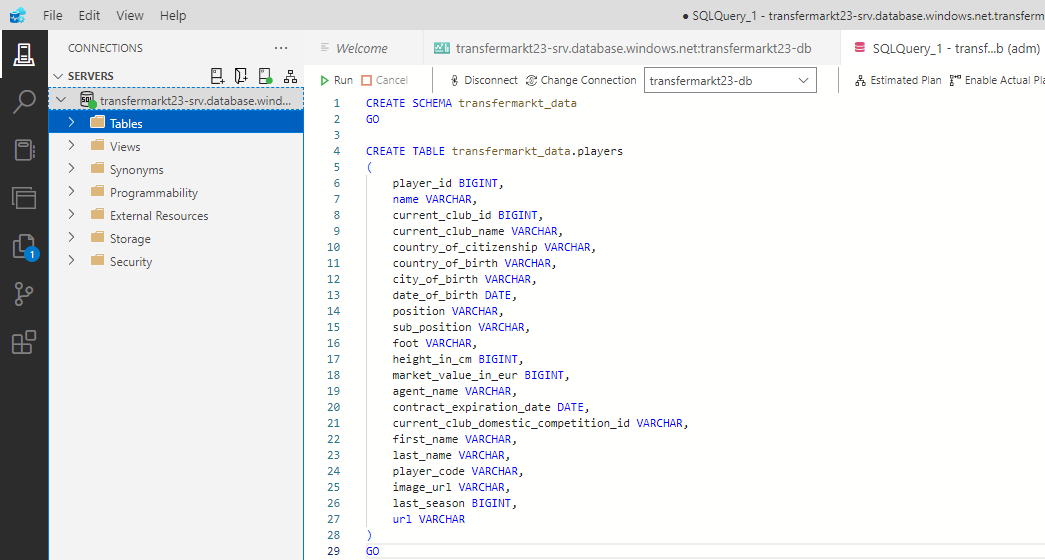 File Edit View Help
● SQLQuery_1 - transfermarkt23-srv.database.windows.net:transferm
CONNECTIONS ···
SERVERS
transfermarkt23-srv.database.wind...
Tables
Views
Synonyms
Programmability
External Resources
Storage
Security
1
Welcome
transfermarkt23-srv.database.windows.net:transfermarkt23-db
SQLQuery_1 - transf...b (adm)
Run Cancel Disconnect Change Connection transfermarkt23-db Estimated Plan Enable Actual Pla
1 CREATE SCHEMA transfermarkt_data
2 GO
3
4 CREATE TABLE transfermarkt_data.players
5 (
6 player_id BIGINT,
7 name VARCHAR,
8 current_club_id BIGINT,
9 current_club_name VARCHAR,
10 country_of_citizenship VARCHAR,
11 country_of_birth VARCHAR,
12 city_of_birth VARCHAR,
13 date_of_birth DATE,
14 position VARCHAR,
15 sub_position VARCHAR,
16 foot VARCHAR,
17 height_in_cm BIGINT,
18 market_value_in_eur BIGINT,
19 agent_name VARCHAR,
20 contract_expiration_date DATE,
21 current_club_domestic_competition_id VARCHAR,
22 first_name VARCHAR,
23 last_name VARCHAR,
24 player_code VARCHAR,
25 image_url VARCHAR,
26 last_season BIGINT,
27 url VARCHAR
28 )
29 GO